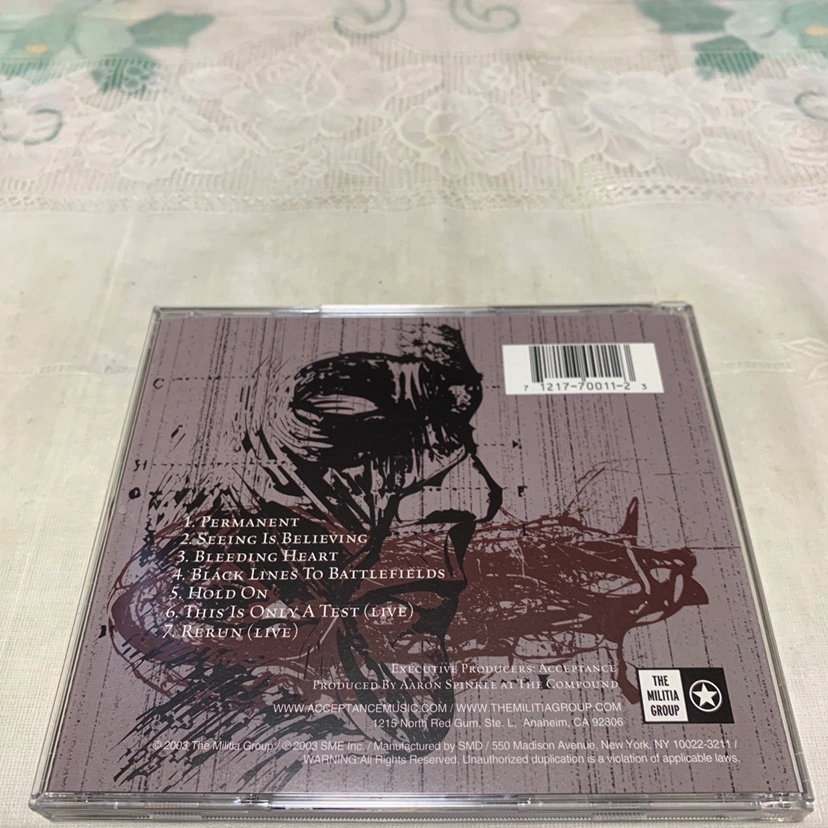 7 1217-70011-2 3
C
F
1. PERMANENT
2. SEEING IS BELIEVING
3. BLEEDING HEART
4. BLACK LINES TO BATTLEFIELDS
5. HOLD ON
6. THIS IS ONLY A TEST (LIVE)
7. RERUN (LIVE)
EXECUTIVE PRODUCERS: ACCEPTANCE
PRODUCED BY AARON SPINKLE AT THE COMPOUND
WWW.ACCEPTANCEMUSIC.COM / WWW.THEMILITIAGROUP.COM
1215 North Red Gum, Ste. L, Anaheim, CA 92806
THE
MILITIA
GROUP
℗ 2003 The Militia Group / © 2003 SME Inc. / Manufactured by SMD / 550 Madison Avenue, New York, NY 10022-3211 /
WARNING: All Rights Reserved. Unauthorized duplication is a violation of applicable laws.